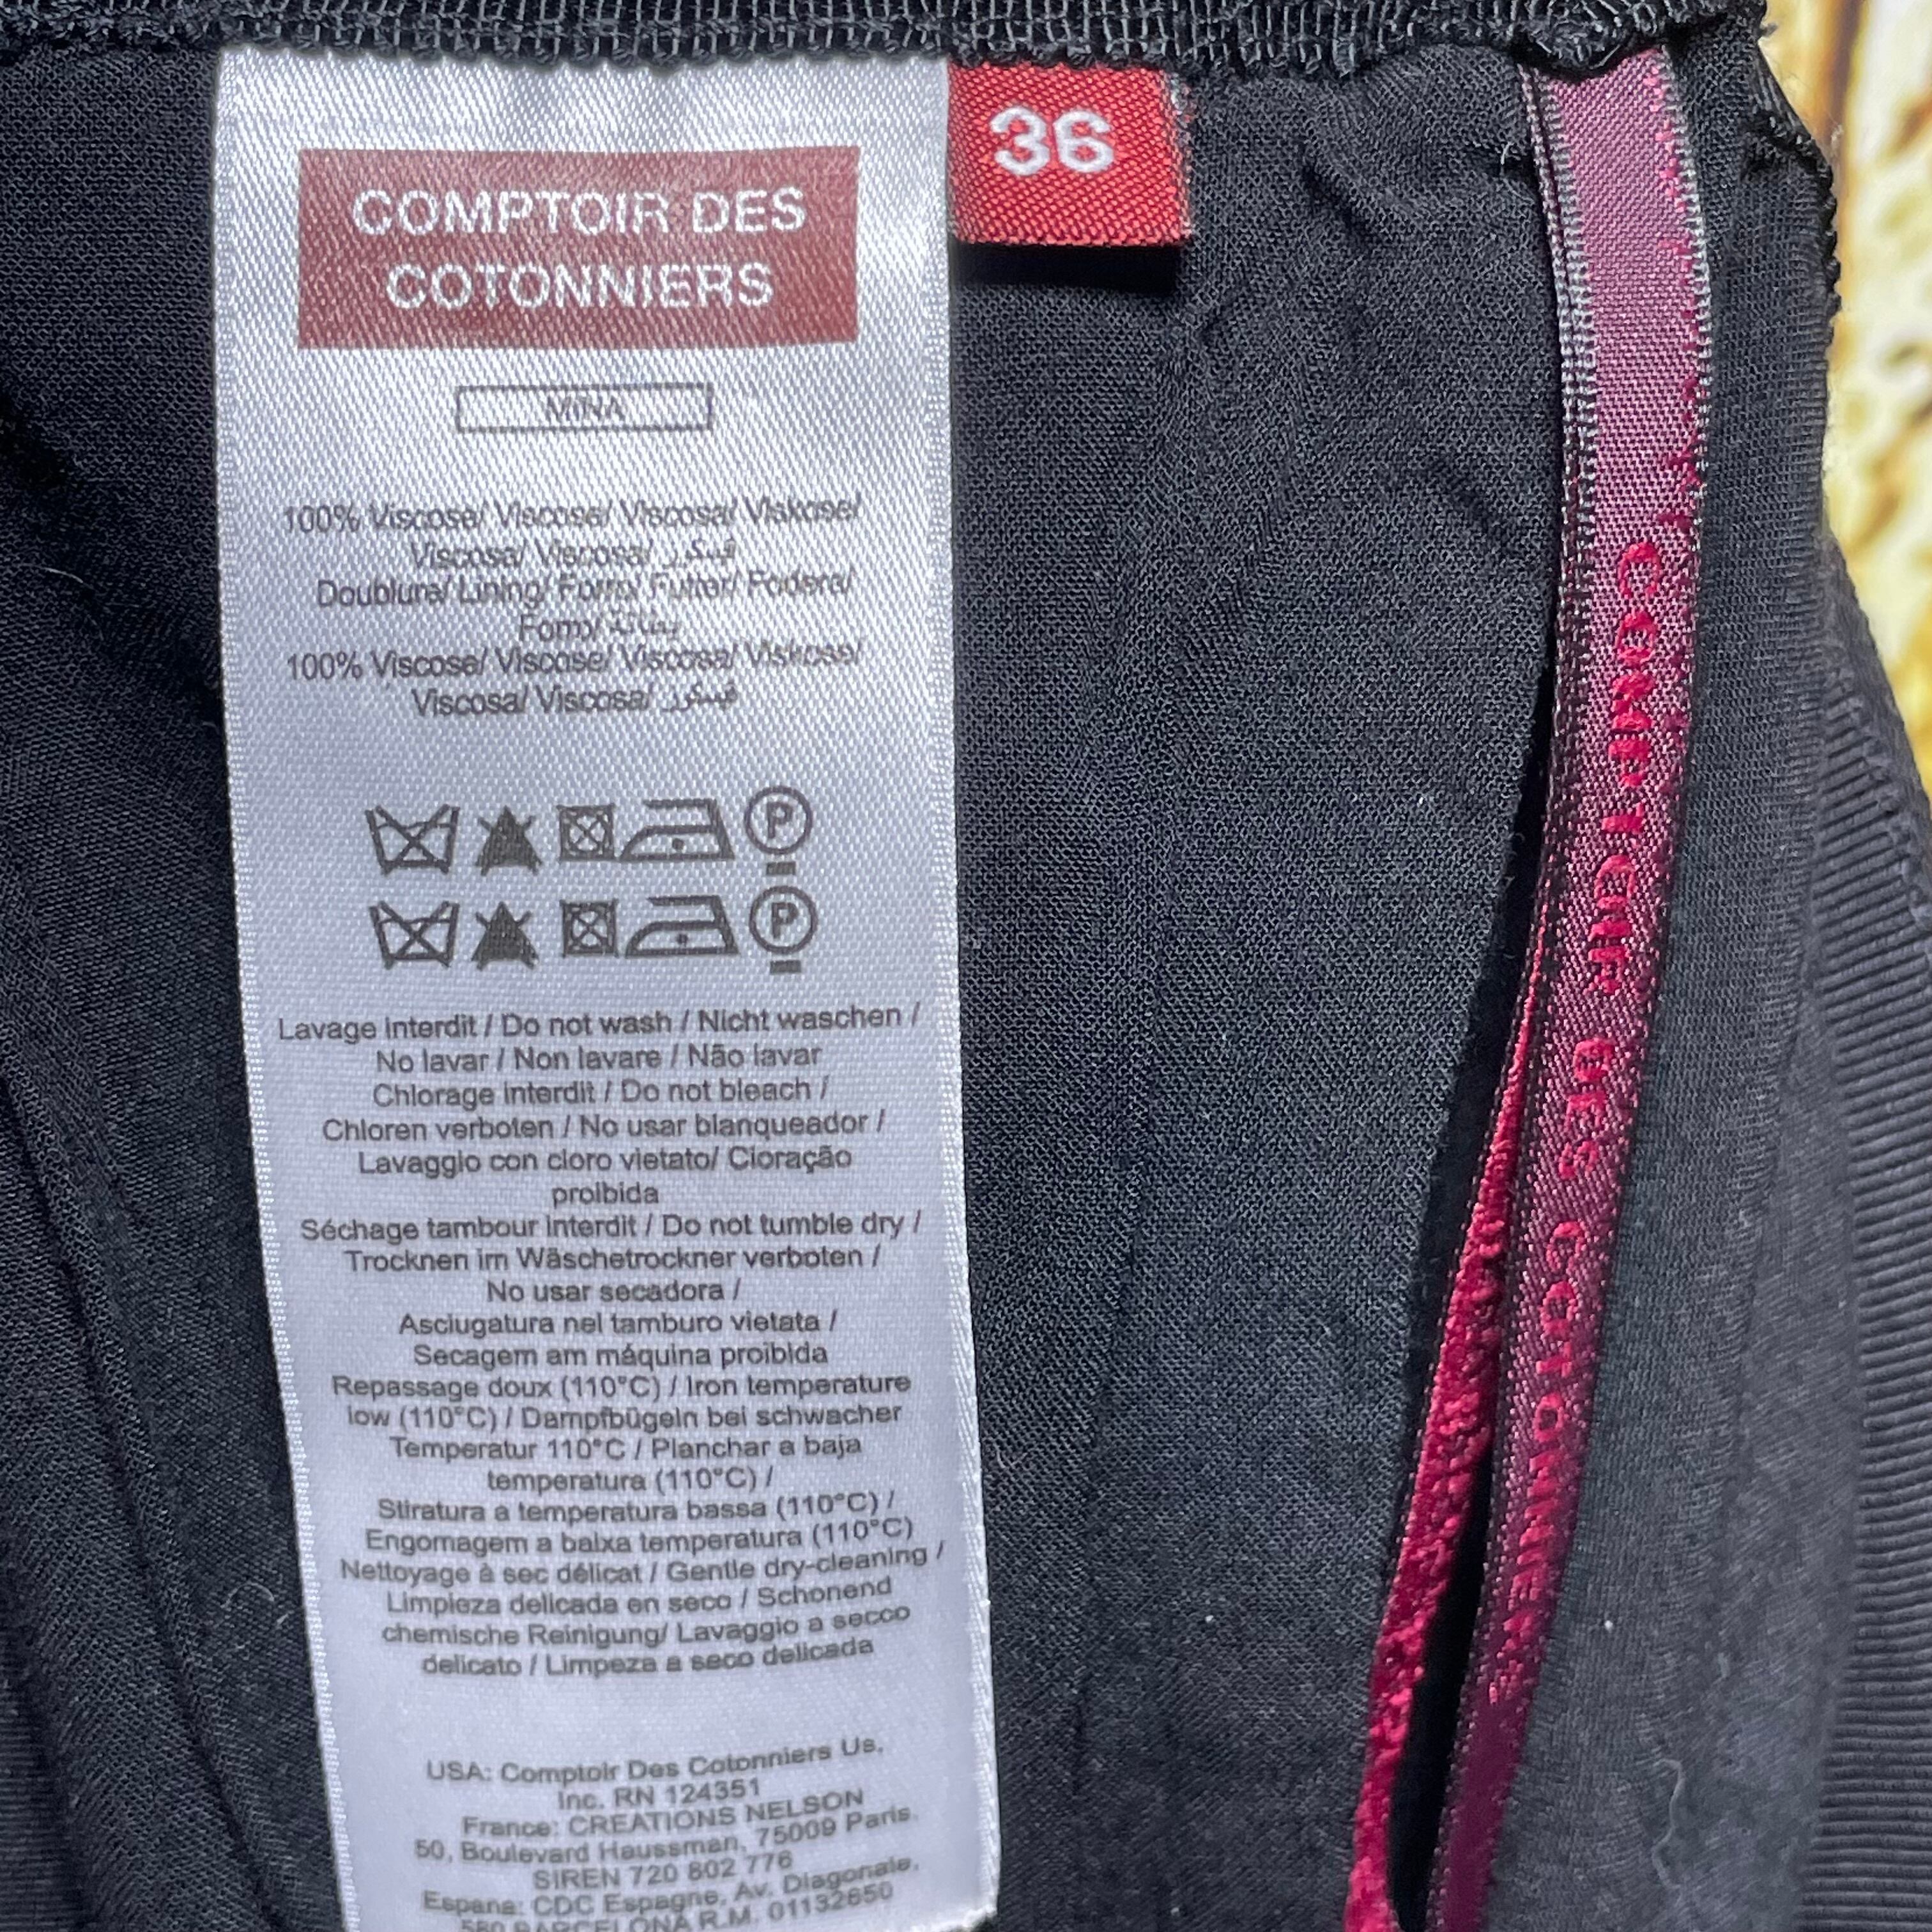 COMPTOIR DES
COTONNIERS
MINA
100% Viscose/ Viscose/ Viscosa/ Viskose/
Viscosa/ Viscosa/ فيسكوز
Doublure/ Lining/ Forro/ Futter/ Fodera/
Forro/ بطانة
100% Viscose/ Viscose/ Viscosa/ Viskose/
Viscosa/ Viscosa/ فيسكوز
P
P
Lavage interdit / Do not wash / Nicht waschen /
No lavar / Non lavare / Não lavar
Chlorage interdit / Do not bleach /
Chloren verboten / No usar blanqueador /
Lavaggio con cloro vietato/ Cloração
proibida
Séchage tambour interdit / Do not tumble dry /
Trocknen im Wäschetrockner verboten /
No usar secadora /
Asciugatura nel tamburo vietata /
Secagem am máquina proibida
Repassage doux (110°C) / Iron temperature
low (110°C) / Dampfbügeln bei schwacher
Temperatur 110°C / Planchar a baja
temperatura (110°C) /
Stiratura a temperatura bassa (110°C) /
Engomagem a baixa temperatura (110°C)
Nettoyage à sec délicat / Gentle dry-cleaning /
Limpieza delicada en seco / Schonend
chemische Reinigung/ Lavaggio a secco
delicato / Limpeza a seco delicada
USA: Comptoir Des Cotonniers Us,
Inc. RN 124351
France: CREATIONS NELSON
50, Boulevard Haussman, 75009 Paris.
SIREN 720 802 776
Espana: CDC Espagne, Av. Diagonale,
580 BARCELONA R.M. 01132650
36
COMPTOIR DES COTONNIERS